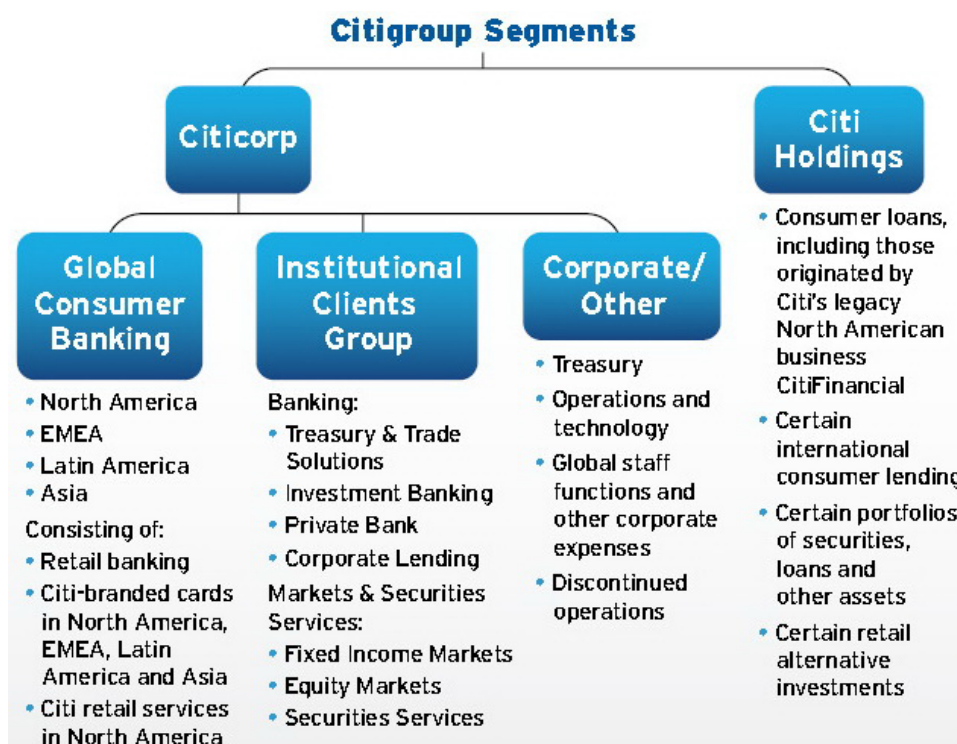 Citigroup Segments
Citicorp
Citi
Holdings
Global
Consumer
Banking
Institutional
Clients
Group
Corporate/
Other
• North America
• EMEA
• Latin America
• Asia
Consisting of:
• Retail banking
• Citi-branded cards
in North America,
EMEA, Latin
America and Asia
• Citi retail services
in North America
Banking:
• Treasury & Trade
Solutions
• Investment Banking
• Private Bank
• Corporate Lending
Markets & Securities
Services:
• Fixed Income Markets
• Equity Markets
• Securities Services
• Treasury
• Operations and
technology
• Global staff
functions and
other corporate
expenses
• Discontinued
operations
• Consumer loans,
including those
originated by
Citi's legacy
North American
business
CitiFinancial
• Certain
international
consumer lending
• Certain portfolios
of securities,
loans and
other assets
• Certain retail
alternative
investments